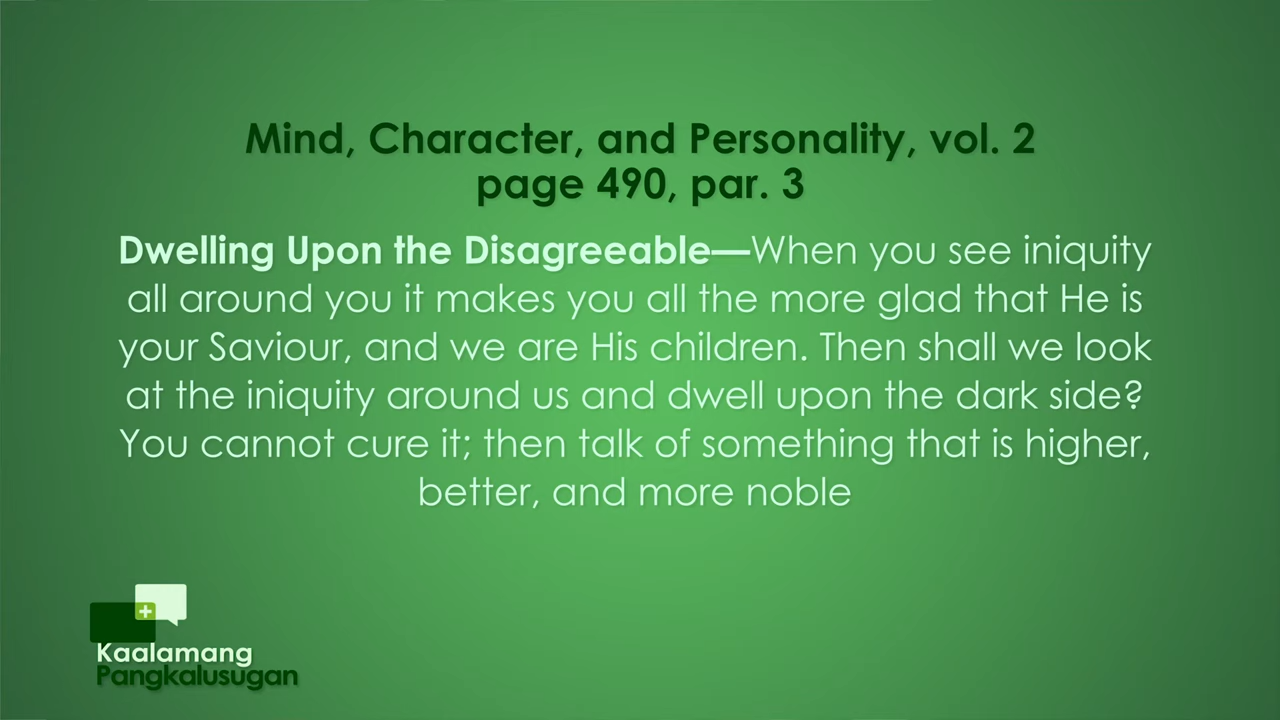 Mind, Character, and Personality, vol. 2
page 490, par. 3
Dwelling Upon the Disagreeable—When you see iniquity
all around you it makes you all the more glad that He is
your Saviour, and we are His children. Then shall we look
at the iniquity around us and dwell upon the dark side?
You cannot cure it; then talk of something that is higher,
better, and more noble
Kaalamang
Pangkalusugan